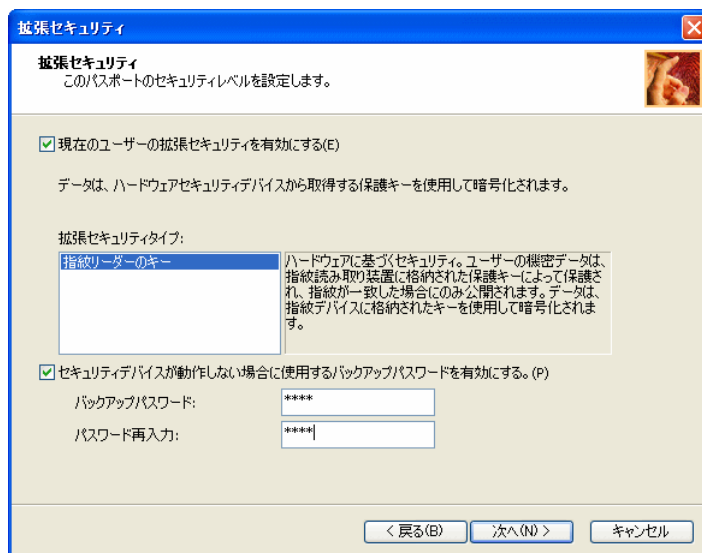 拡張セキュリティ
拡張セキュリティ
このパスポートのセキュリティレベルを設定します。
現在のユーザーの拡張セキュリティを有効にする(E)
データは、ハードウェアセキュリティデバイスから取得する保護キーを使用して暗号化されます。
拡張セキュリティタイプ:
指紋リーダーのキー
ハードウェアに基づくセキュリティ。ユーザーの機密データは、
指紋読み取り装置に格納された保護キーによって保護さ
れ、指紋が一致した場合にのみ公開されます。データは、
指紋デバイスに格納されたキーを使用して暗号化されま
す。
セキュリティデバイスが動作しない場合に使用するバックアップパスワードを有効にする。(P)
バックアップパスワード:
****
パスワード再入力:
****
< 戻る(B)
次へ(N) >
キャンセル